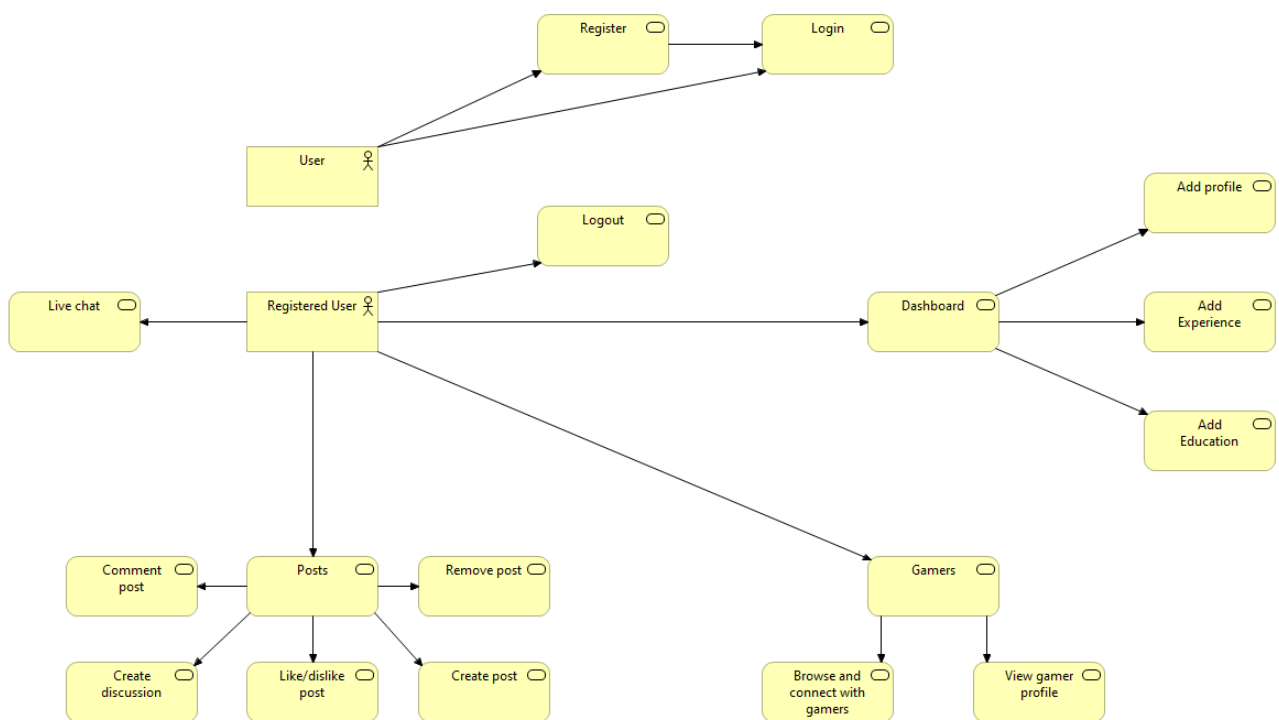 Register
Login
User
Add profile
Logout
Live chat
Registered User
Dashboard
Add
Experience
Add
Education
Comment
post
Posts
Remove post
Gamers
Create
discussion
Like/dislike
post
Create post
Browse and
connect with
gamers
View gamer
profile